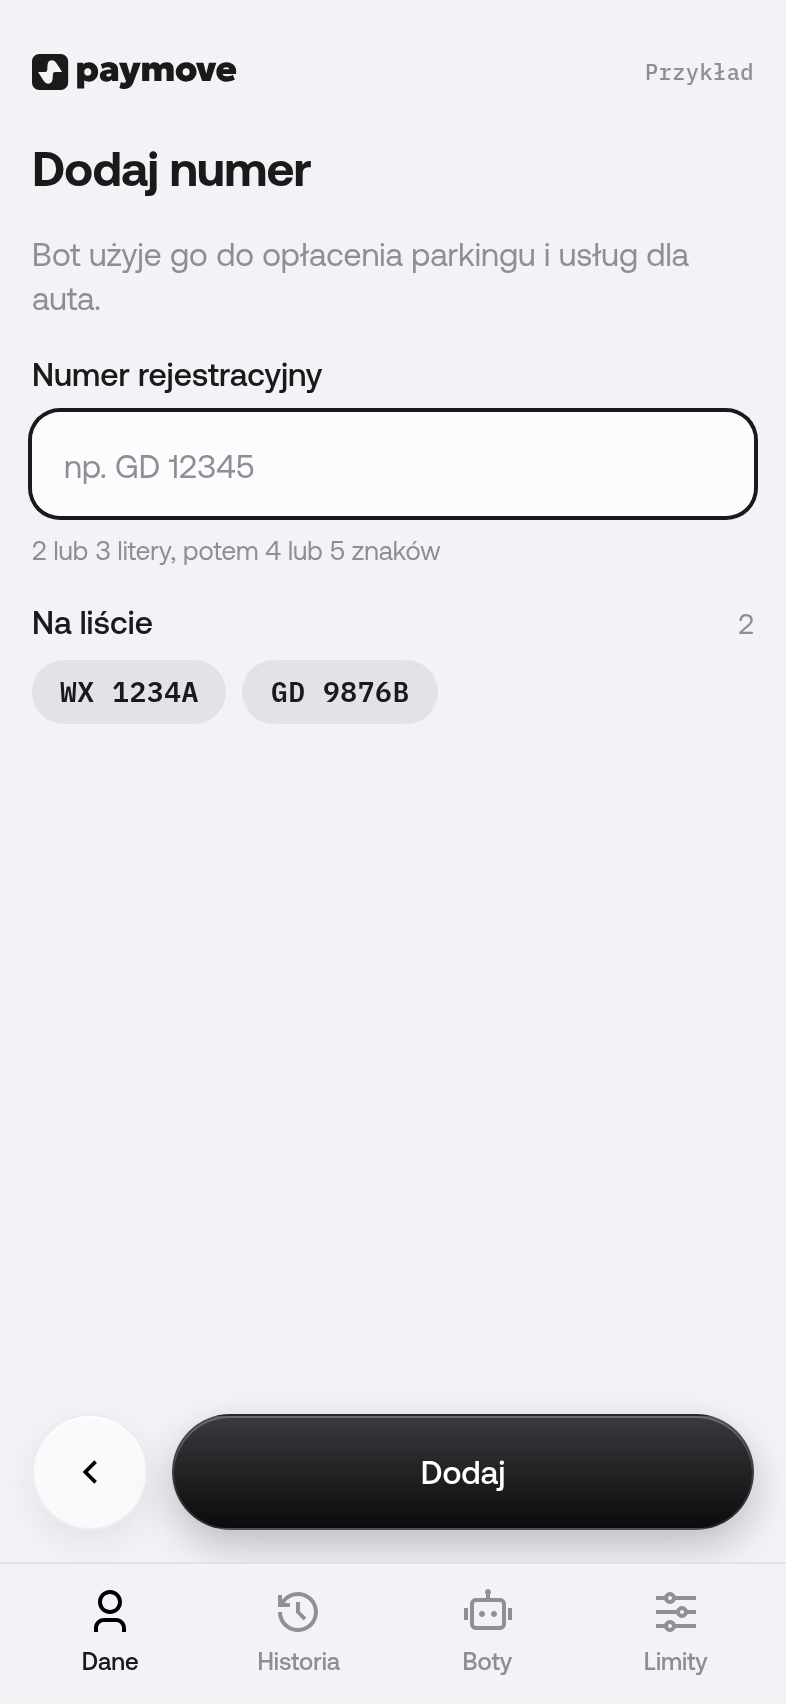 paymove
Przykład
Dodaj numer
Bot użyje go do opłacenia parkingu i usług dla
auta.
Numer rejestracyjny
np. GD 12345
2 lub 3 litery, potem 4 lub 5 znaków
Na liście
2
WX 1234A
GD 9876B
Dodaj
Dane
Historia
Boty
Limity